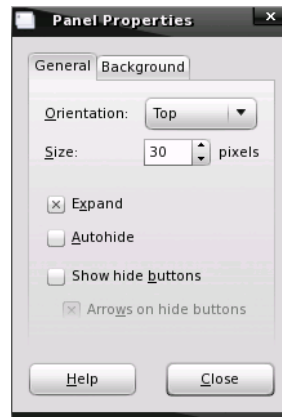 Panel Properties
General Background
Orientation: Top
Size: 30 pixels
Expand
Autohide
Show hide buttons
Arrows on hide buttons
Help Close